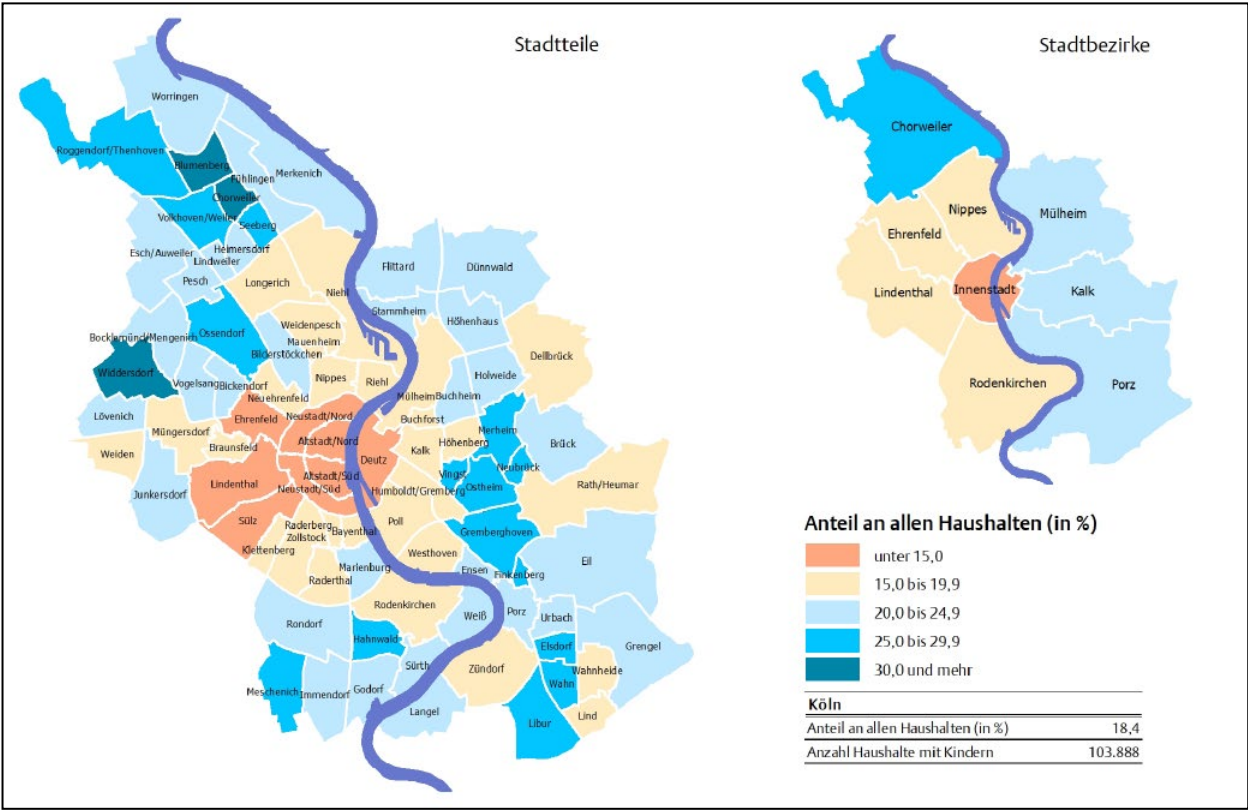 Stadtteile
Worringen
Roggendorf/Thenhoven
Blumenberg
Fühlingen
Merkenich
Chorweiler
Volkhoven/Weiler
Seeberg
Heimersdorf
Esch/Auweiler
Lindweiler
Pesch
Longerich
Niehl
Flittard
Dünnwald
Stammheim
Höhenhaus
Weidenpesch
Mauenheim
Ossendorf
Bocklemünd/Mengenich
Bilderstöckchen
Dellbrück
Widdersdorf
Vogelsang
Bickendorf
Nippes
Riehl
Holweide
Neuehrenfeld
Mülheim
Buchheim
Lövenich
Ehrenfeld
Neustadt/Nord
Buchforst
Müngersdorf
Altstadt/Nord
Höhenberg
Merheim
Brück
Braunsfeld
Kalk
Weiden
Deutz
Neubrück
Vingst
Altstadt/Süd
Lindenthal
Neustadt/Süd
Ostheim
Rath/Heumar
Humboldt/Gremberg
Junkersdorf
Sülz
Raderberg
Zollstock
Bayenthal
Poll
Gremberghoven
Klettenberg
Westhoven
Marienburg
Eil
Raderthal
Ensen
Finkenberg
Rodenkirchen
Weiß
Porz
Urbach
Rondorf
Hahnwald
Elsdorf
Grengel
Sürth
Zündorf
Wahnheide
Wahn
Meschenich
Immendorf
Godorf
Langel
Libur
Lind
Stadtbezirke
Chorweiler
Nippes
Mülheim
Ehrenfeld
Lindenthal
Innenstadt
Kalk
Rodenkirchen
Porz
Anteil an allen Haushalten (in %)
unter 15,0
15,0 bis 19,9
20,0 bis 24,9
25,0 bis 29,9
30,0 und mehr
Köln
Anteil an allen Haushalten (in %) 18,4
Anzahl Haushalte mit Kindern 103.888